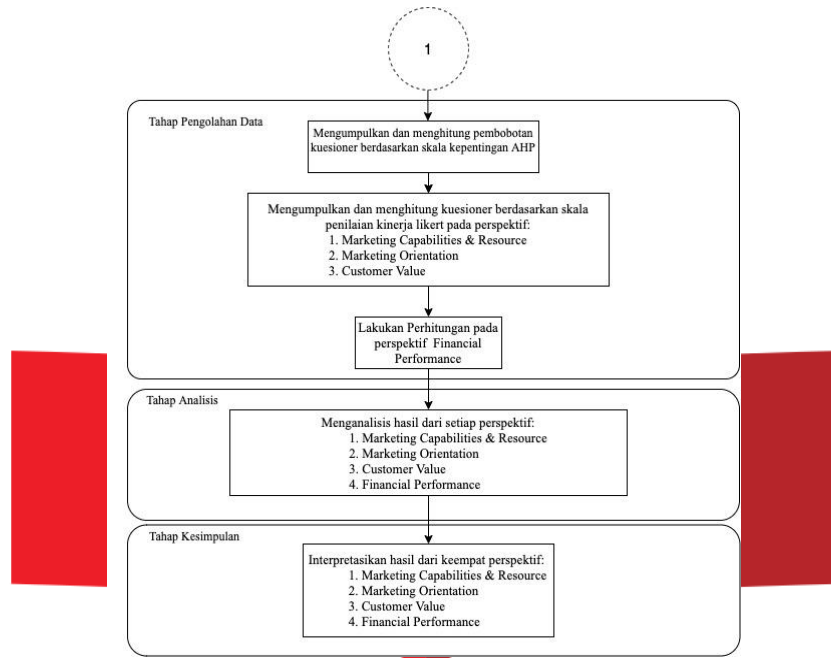 1
Tahap Pengolahan Data
Mengumpulkan dan menghitung pembobotan
kuesioner berdasarkan skala kepentingan AHP
Mengumpulkan dan menghitung kuesioner berdasarkan skala
penilaian kinerja likert pada perspektif:
1. Marketing Capabilities & Resource
2. Marketing Orientation
3. Customer Value
Lakukan Perhitungan pada
perspektif Financial
Performance
Tahap Analisis
Menganalisis hasil dari setiap perspektif:
1. Marketing Capabilities & Resource
2. Marketing Orientation
3. Customer Value
4. Financial Performance
Tahap Kesimpulan
Interpretasikan hasil dari keempat perspektif:
1. Marketing Capabilities & Resource
2. Marketing Orientation
3. Customer Value
4. Financial Performance